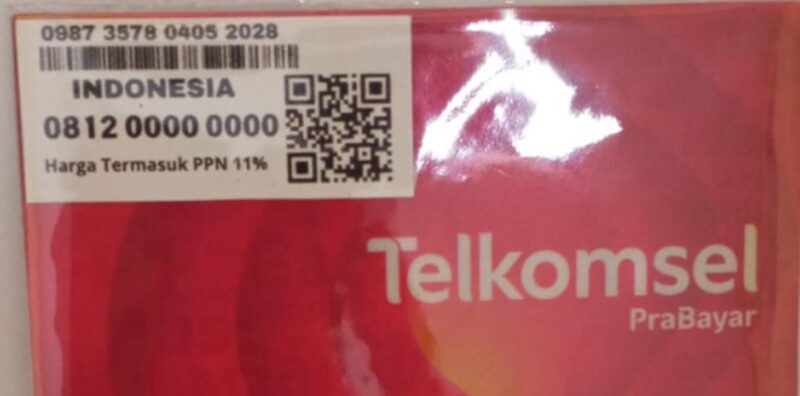 0987 3578 0405 2028
INDONESIA
0812 0000 0000
Harga Termasuk PPN 11%
Telkomsel
PraBayar